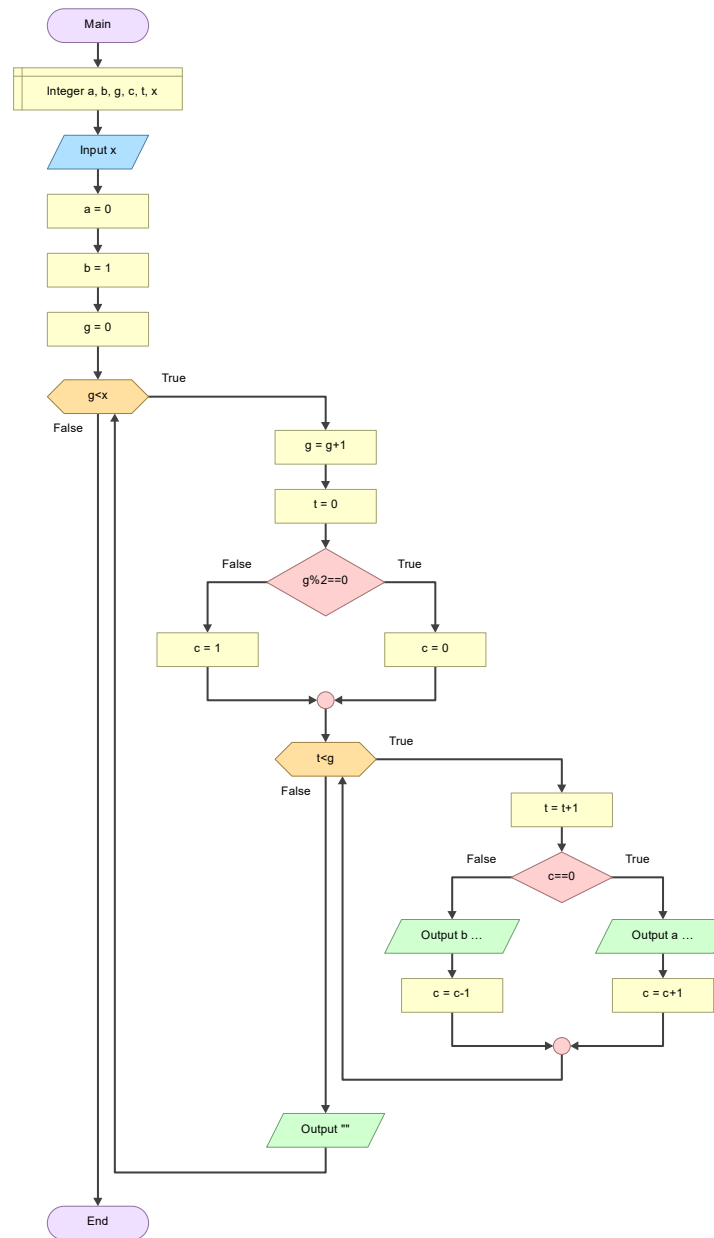 Main
Integer a, b, g, c, t, x
Input x
a = 0
b = 1
g = 0
g<x
True
False
g = g+1
t = 0
g%2==0
False
True
c = 1
c = 0
t<g
True
False
t = t+1
c==0
False
True
Output b ...
Output a ...
c = c-1
c = c+1
Output ""
End